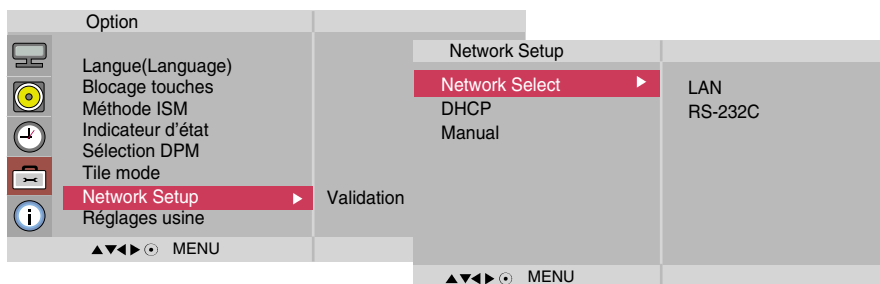 Option
Langue(Language)
Blocage touches
Méthode ISM
Indicateur d'état
Sélection DPM
Tile mode
Network Setup ▶ Validation
Réglages usine
▲▼◀▶⊙ MENU
Network Setup
Network Select ▶ LAN
DHCP RS-232C
Manual
▲▼◀▶⊙ MENU